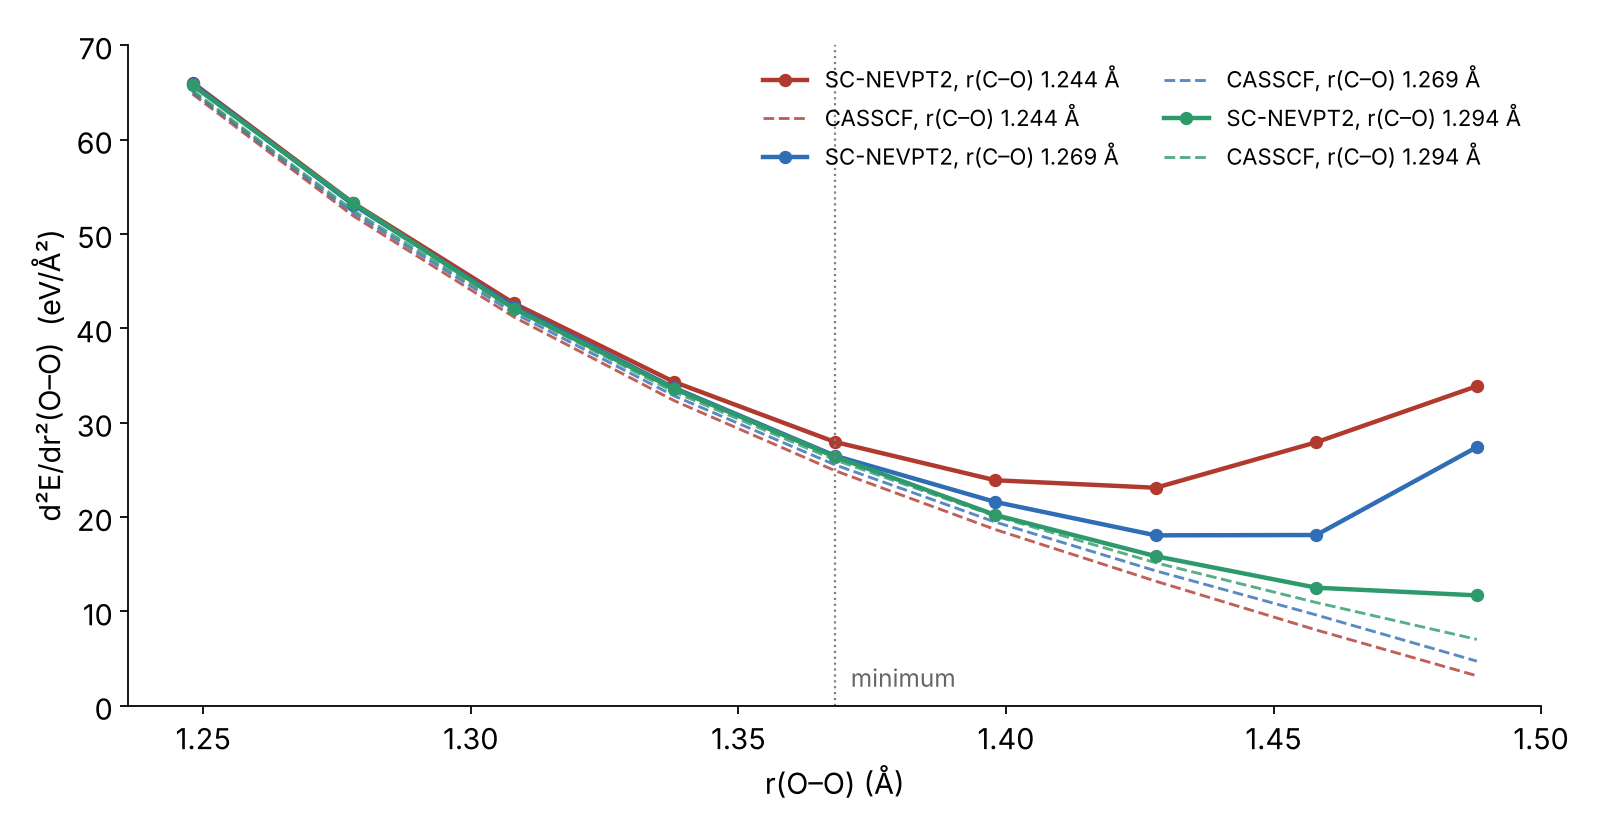 d²E/dr²(O–O) (eV/Å²)
70
60
50
40
30
20
10
0
SC-NEVPT2, r(C–O) 1.244 Å
CASSCF, r(C–O) 1.244 Å
SC-NEVPT2, r(C–O) 1.269 Å
CASSCF, r(C–O) 1.269 Å
SC-NEVPT2, r(C–O) 1.294 Å
CASSCF, r(C–O) 1.294 Å
minimum
1.25
1.30
1.35
1.40
1.45
1.50
r(O–O) (Å)